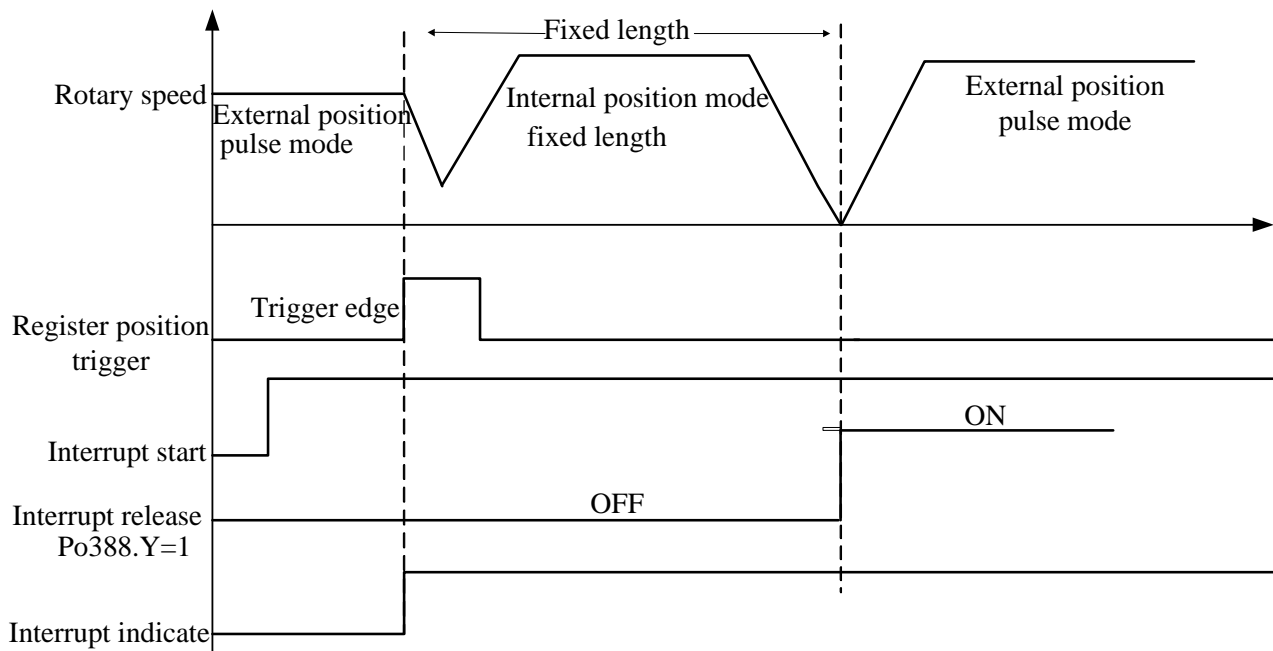 Fixed length
Rotary speed
External position
pulse mode
Internal position mode
fixed length
External position
pulse mode
Trigger edge
Register position
trigger
ON
Interrupt start
OFF
Interrupt release
Po388.Y=1
Interrupt indicate